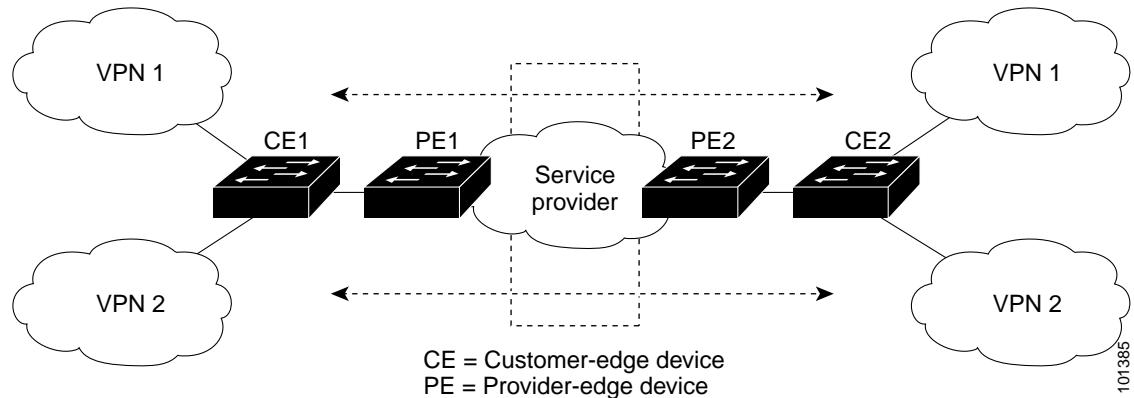 VPN 1
VPN 1
CE1
PE1
PE2
CE2
Service
provider
VPN 2
VPN 2
CE = Customer-edge device
PE = Provider-edge device
101385